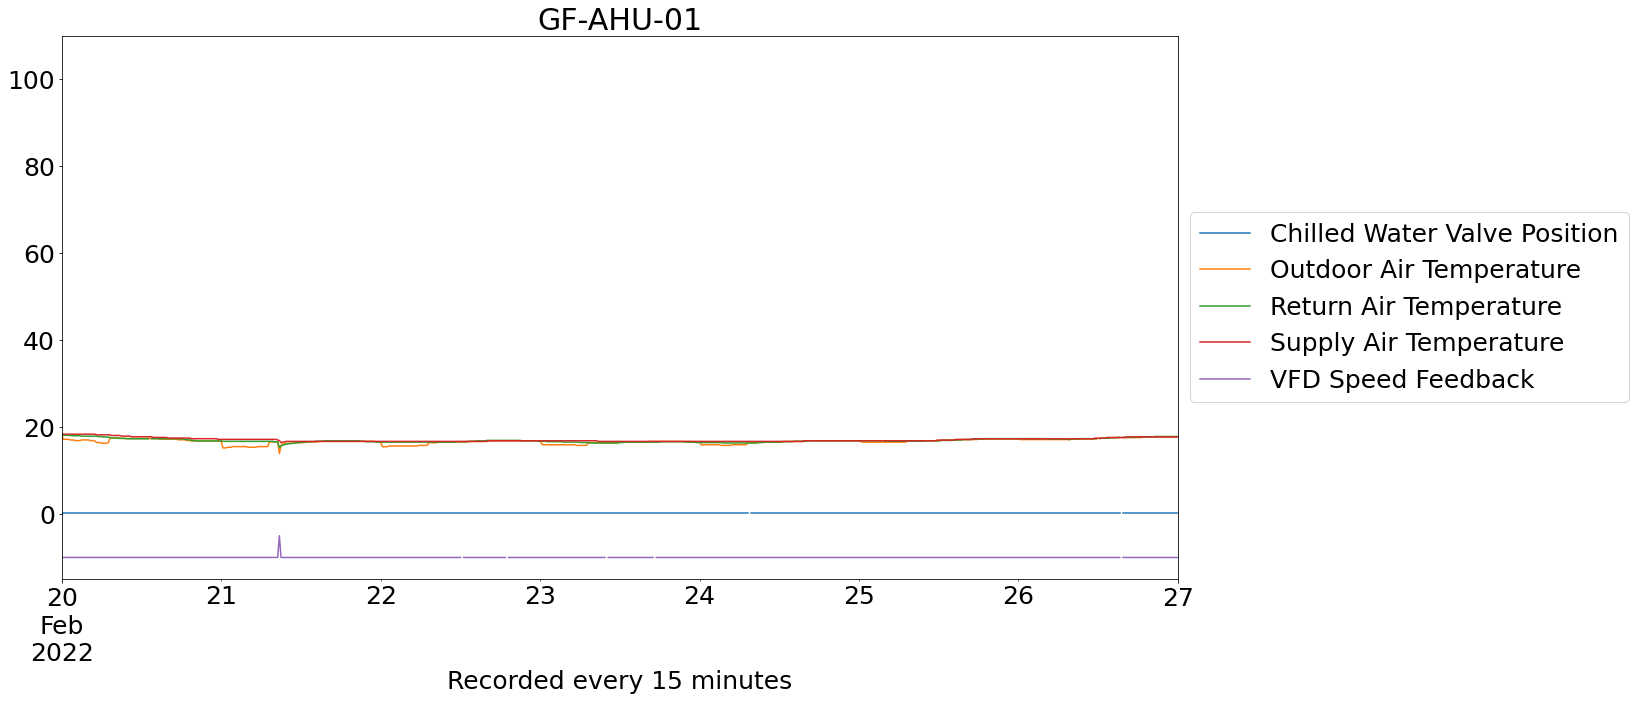 GF-AHU-01
100
80
60
40
20
0
20 21 22 23 24 25 26 27
Feb
2022
Recorded every 15 minutes
Chilled Water Valve Position
Outdoor Air Temperature
Return Air Temperature
Supply Air Temperature
VFD Speed Feedback